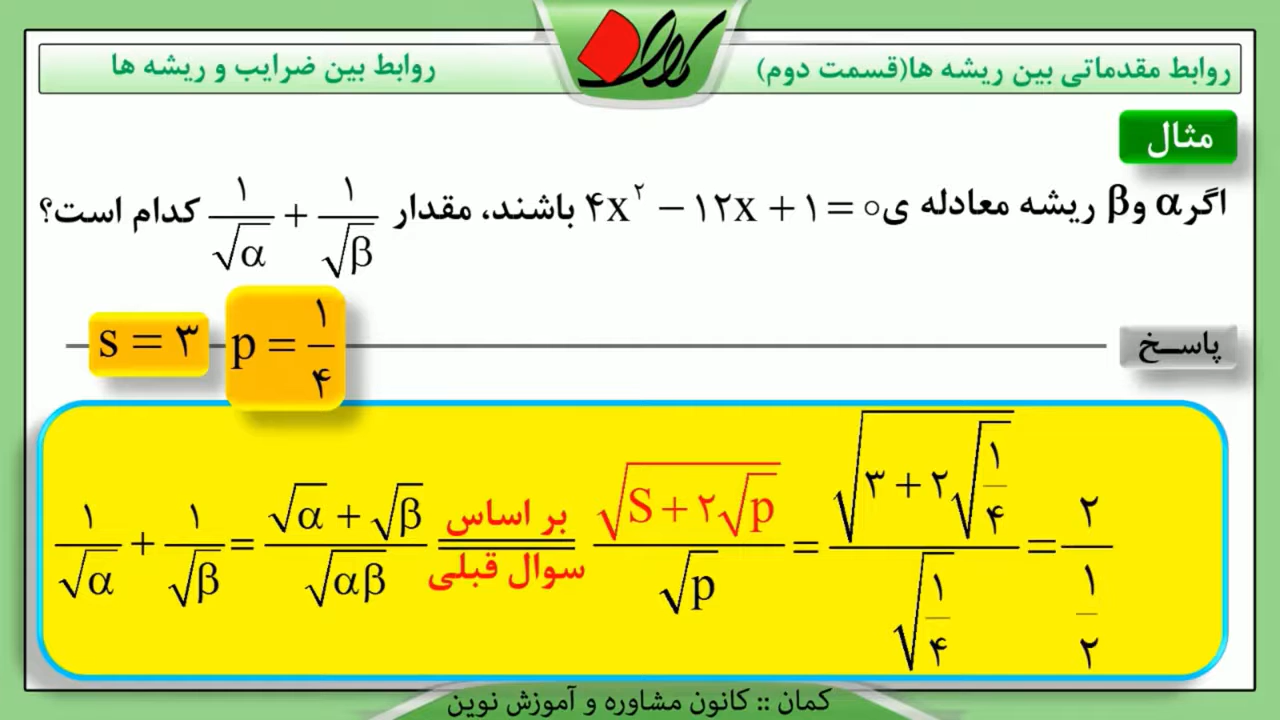 روابط مقدماتی بین ریشه ها(قسمت دوم)
روابط بین ضرایب و ریشه ها
کمان
مثال
اگر α و β ریشه معادله ی ۴x² − ۱۲x + ۱ = ۰ باشند، مقدار ۱/√α + ۱/√β کدام است؟
پاسـخ
s = ۳
p = ۱/۴
۱/√α + ۱/√β = (√α + √β)/√(αβ) = بر اساس سوال قبلی √(S + ۲√p)/√p = √(۳ + ۲√(۱/۴))/√(۱/۴) = ۲/(۱/۲)
کمان :: کانون مشاوره و آموزش نوین